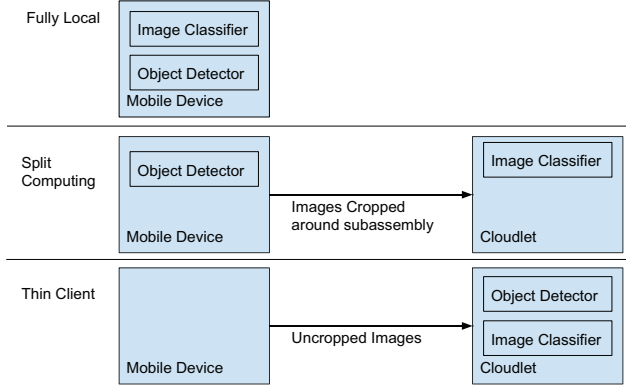 Fully Local
Image Classifier
Object Detector
Mobile Device
Split
Computing
Object Detector
Mobile Device
Images Cropped
around subassembly
Image Classifier
Cloudlet
Thin Client
Mobile Device
Uncropped Images
Object Detector
Image Classifier
Cloudlet